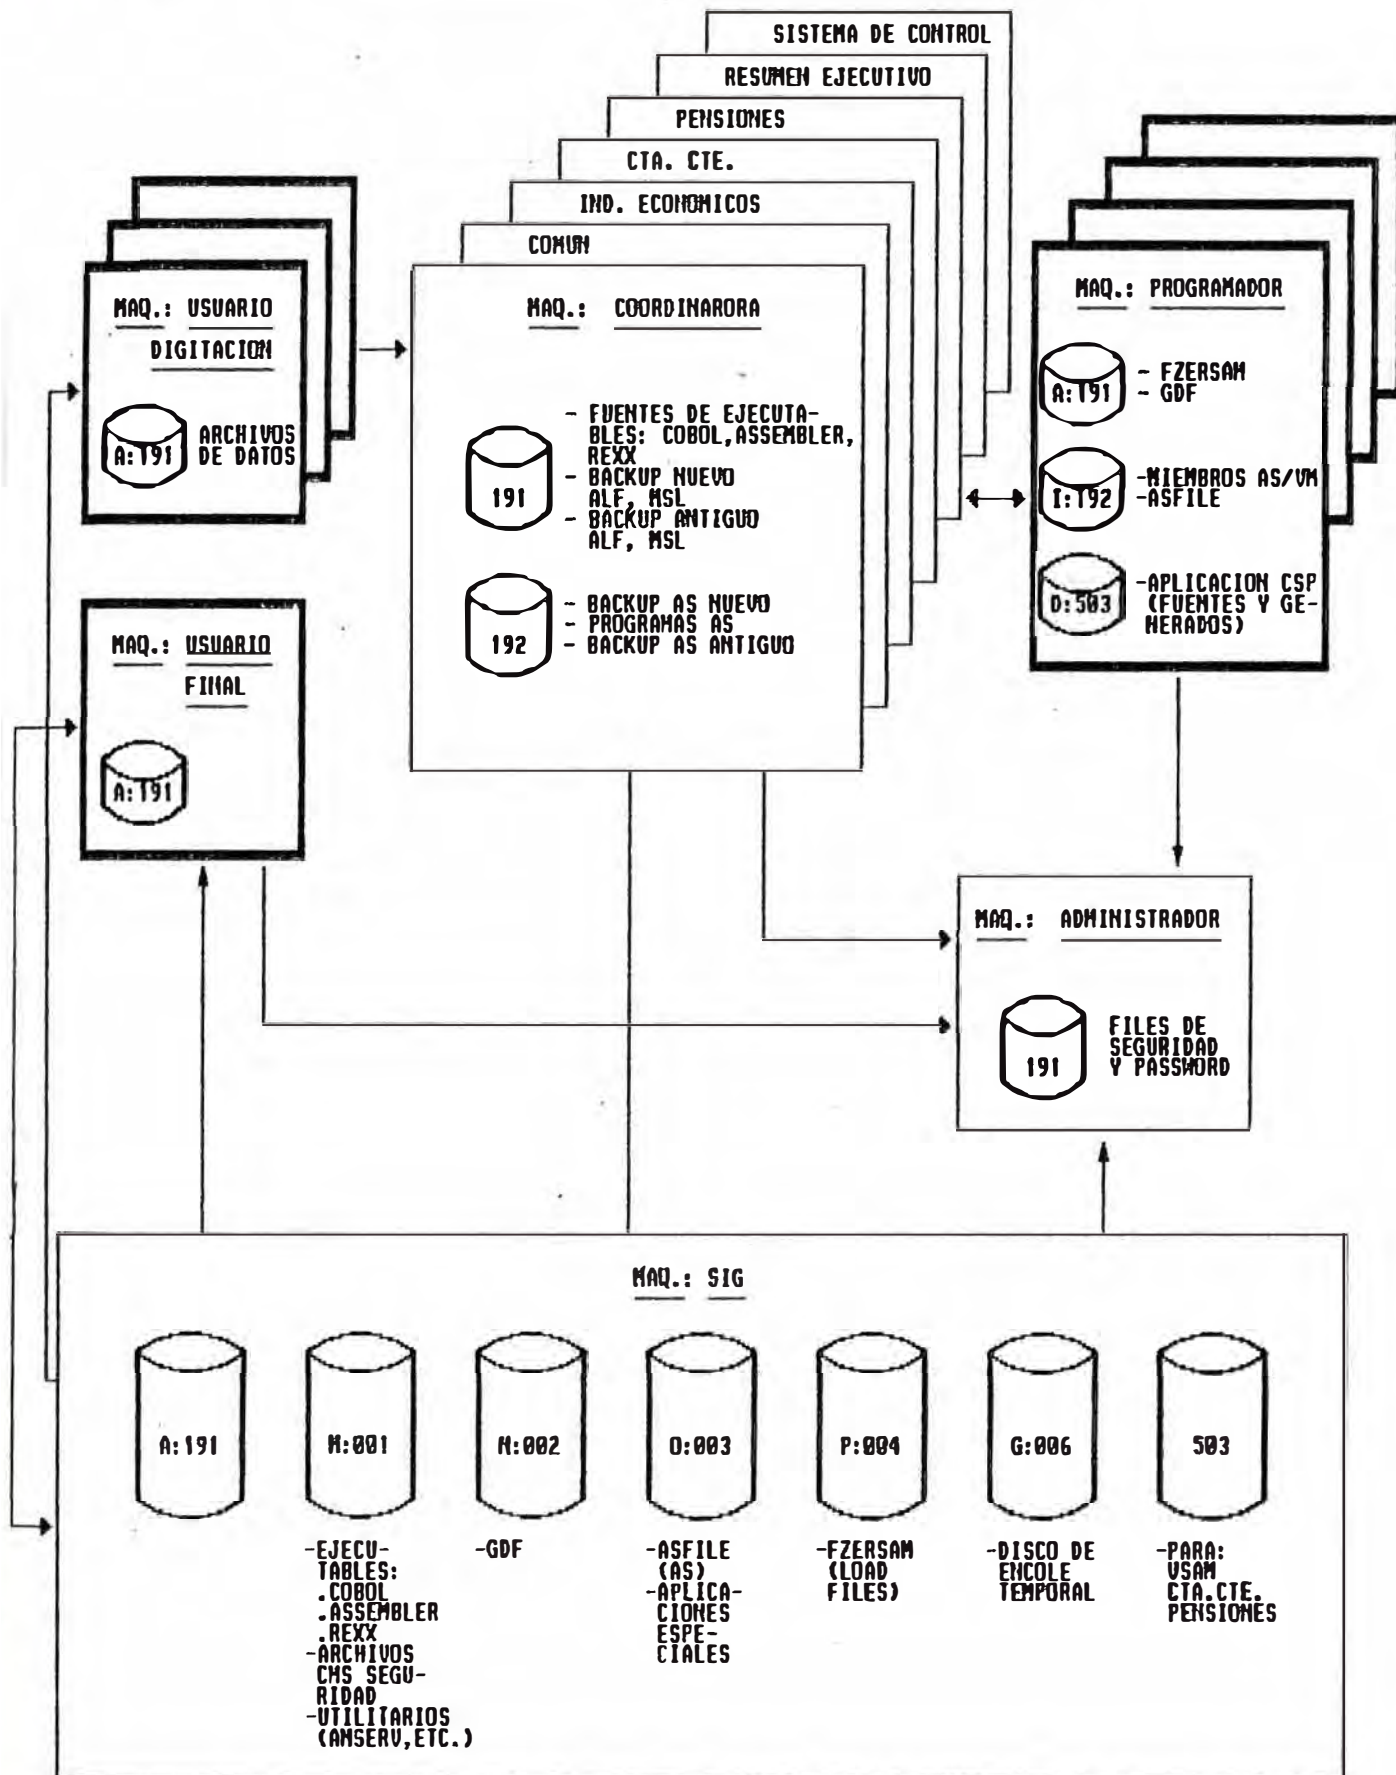 SISTEMA DE CONTROL
RESUMEN EJECUTIVO
PENSIONES
CTA. CTE.
IND. ECONOMICOS
COMUN
MAQ.: USUARIO
DIGITACION
A:191
ARCHIVOS
DE DATOS
MAQ.: COORDINARORA
191
- FUENTES DE EJECUTA-
BLES: COBOL,ASSEMBLER,
REXX
- BACKUP NUEVO
ALF, MSL
- BACKUP ANTIGUO
ALF, MSL
192
- BACKUP AS NUEVO
- PROGRAMAS AS
- BACKUP AS ANTIGUO
MAQ.: PROGRAMADOR
A:191
- FZERSAM
- GDF
I:192
-MIEMBROS AS/VM
-ASFILE
D:503
-APLICACION CSP
(FUENTES Y GE-
NERADOS)
MAQ.: USUARIO
FINAL
A:191
MAQ.: ADMINISTRADOR
191
FILES DE
SEGURIDAD
Y PASSWORD
MAQ.: SIG
A:191
M:001
N:002
O:003
P:004
G:006
503
-EJECU-
TABLES:
.COBOL
.ASSEMBLER
.REXX
-ARCHIVOS
CMS SEGU-
RIDAD
-UTILITARIOS
(AMSERV,ETC.)
-GDF
-ASFILE
(AS)
-APLICA-
CIONES
ESPE-
CIALES
-FZERSAM
(LOAD
FILES)
-DISCO DE
ENCOLE
TEMPORAL
-PARA:
VSAM
CTA.CTE.
PENSIONES